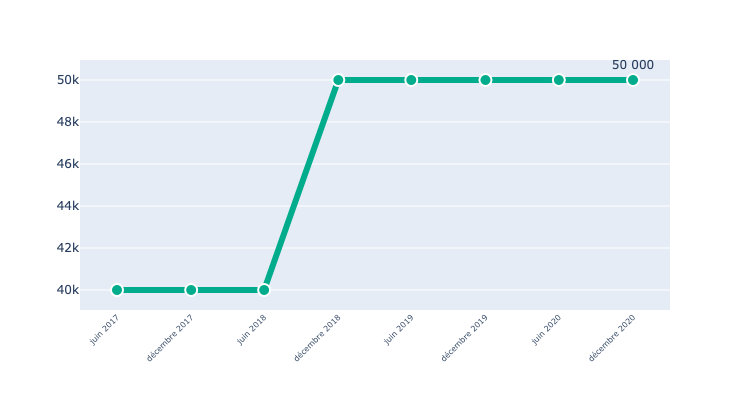 50 000
50k
48k
46k
44k
42k
40k
juin 2017
décembre 2017
juin 2018
décembre 2018
juin 2019
décembre 2019
juin 2020
décembre 2020